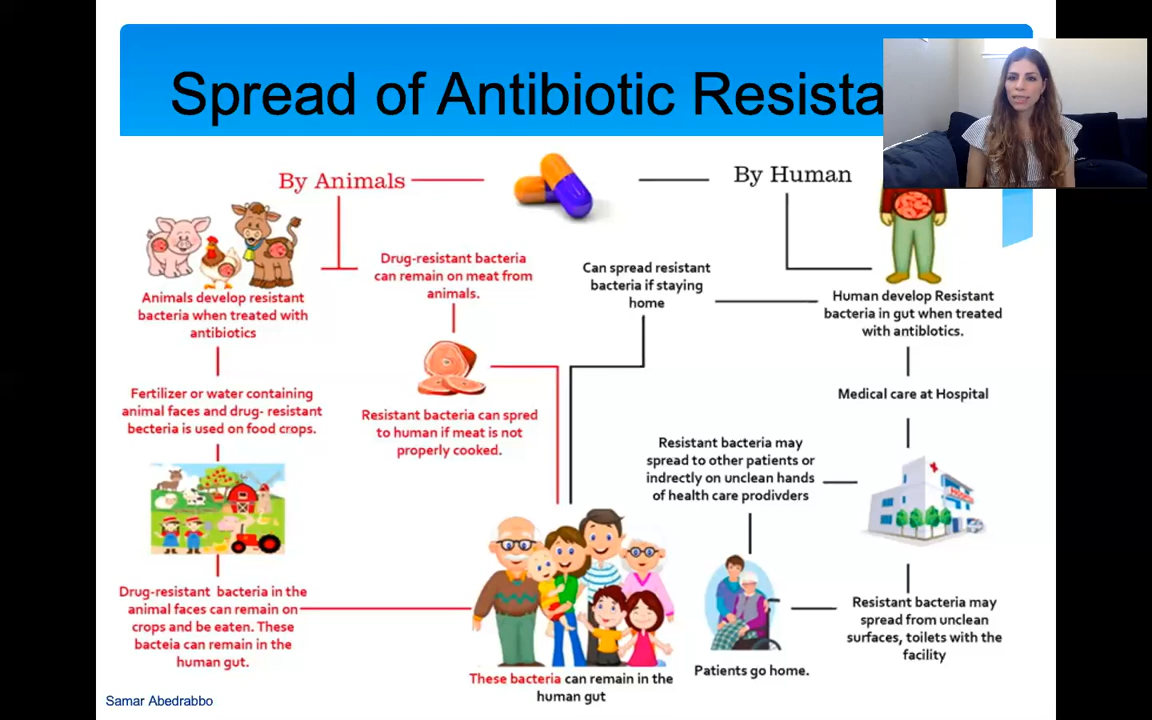 Spread of Antibiotic Resista
By Animals
By Human
Drug-resistant bacteria
can remain on meat from
animals.
Can spread resistant
bacteria if staying
home
Animals develop resistant
bacteria when treated with
antibiotics
Human develop Resistant
bacteria in gut when treated
with antiblotics.
Fertilizer or water containing
animal faces and drug- resistant
becteria is used on food crops.
Resistant bacteria can spred
to human if meat is not
properly cooked.
Medical care at Hospital
Resistant bacteria may
spread to other patients or
indrectly on unclean hands
of health care prodivders
Drug-resistant bacteria in the
animal faces can remain on
crops and be eaten. These
bacteia can remain in the
human gut.
Resistant bacteria may
spread from unclean
surfaces, toilets with the
facility
These bacteria can remain in the
human gut
Patients go home.
Samar Abedrabbo